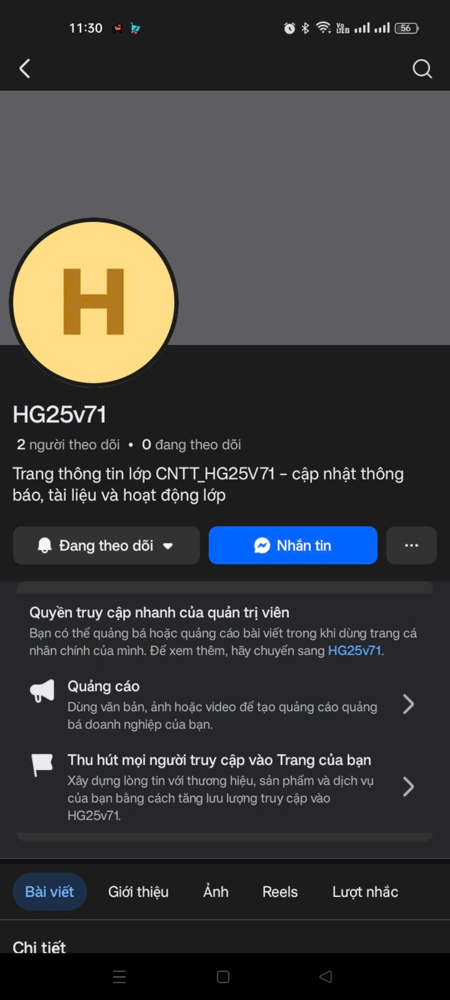 11:30
Vo
LTE2
56
H
HG25v71
2 người theo dõi • 0 đang theo dõi
Trang thông tin lớp CNTT_HG25V71 – cập nhật thông
báo, tài liệu và hoạt động lớp
Đang theo dõi
Nhắn tin
Quyền truy cập nhanh của quản trị viên
Bạn có thể quảng bá hoặc quảng cáo bài viết trong khi dùng trang cá
nhân chính của mình. Để xem thêm, hãy chuyển sang HG25v71.
Quảng cáo
Dùng văn bản, ảnh hoặc video để tạo quảng cáo quảng
bá doanh nghiệp của bạn.
Thu hút mọi người truy cập vào Trang của bạn
Xây dựng lòng tin với thương hiệu, sản phẩm và dịch vụ
của bạn bằng cách tăng lưu lượng truy cập vào
HG25v71.
Bài viết Giới thiệu Ảnh Reels Lượt nhắc
Chi tiết